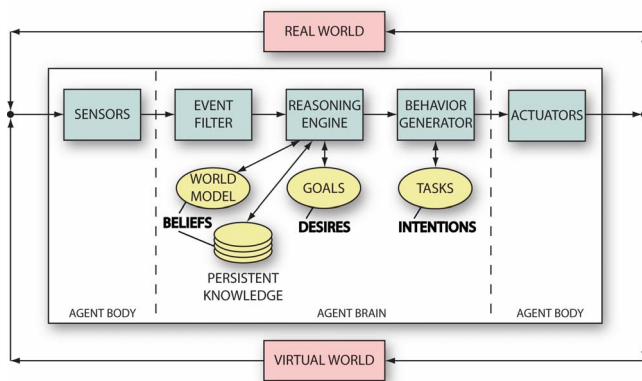 REAL WORLD
SENSORS
EVENT
FILTER
REASONING
ENGINE
BEHAVIOR
GENERATOR
ACTUATORS
WORLD
MODEL
GOALS
TASKS
BELIEFS
DESIRES
INTENTIONS
PERSISTENT
KNOWLEDGE
AGENT BODY
AGENT BRAIN
AGENT BODY
VIRTUAL WORLD